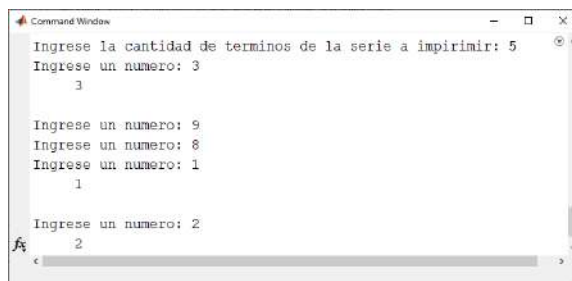 Command Window
Ingrese la cantidad de terminos de la serie a impirimir: 5
Ingrese un numero: 3
3
Ingrese un numero: 9
Ingrese un numero: 8
Ingrese un numero: 1
1
Ingrese un numero: 2
fx 2